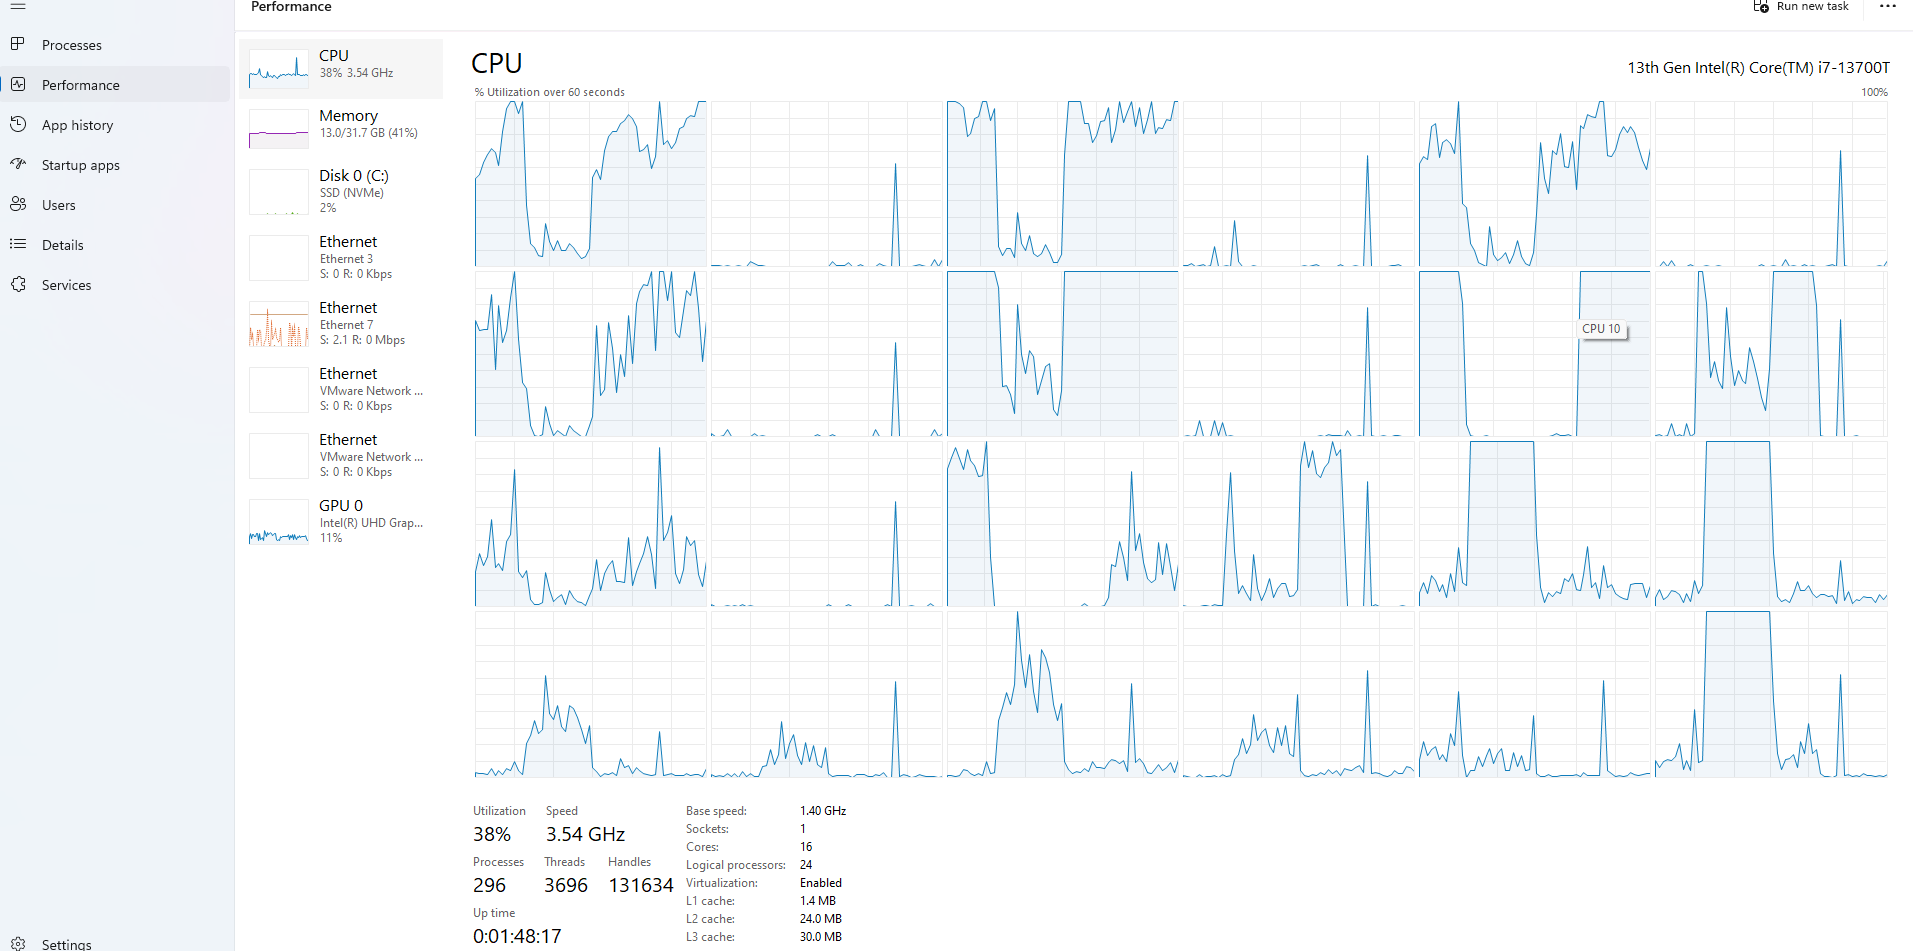 Performance
Run new task
Processes
Performance
App history
Startup apps
Users
Details
Services
Settings
CPU
38% 3.54 GHz
Memory
13.0/31.7 GB (41%)
Disk 0 (C:)
SSD (NVMe)
2%
Ethernet
Ethernet 3
S: 0 R: 0 Kbps
Ethernet
Ethernet 7
S: 2.1 R: 0 Mbps
Ethernet
VMware Network ...
S: 0 R: 0 Kbps
Ethernet
VMware Network ...
S: 0 R: 0 Kbps
GPU 0
Intel(R) UHD Grap...
11%
CPU
13th Gen Intel(R) Core(TM) i7-13700T
% Utilization over 60 seconds
100%
CPU 10
Utilization
38%
Speed
3.54 GHz
Processes
296
Threads
3696
Handles
131634
Up time
0:01:48:17
Base speed: 1.40 GHz
Sockets: 1
Cores: 16
Logical processors: 24
Virtualization: Enabled
L1 cache: 1.4 MB
L2 cache: 24.0 MB
L3 cache: 30.0 MB